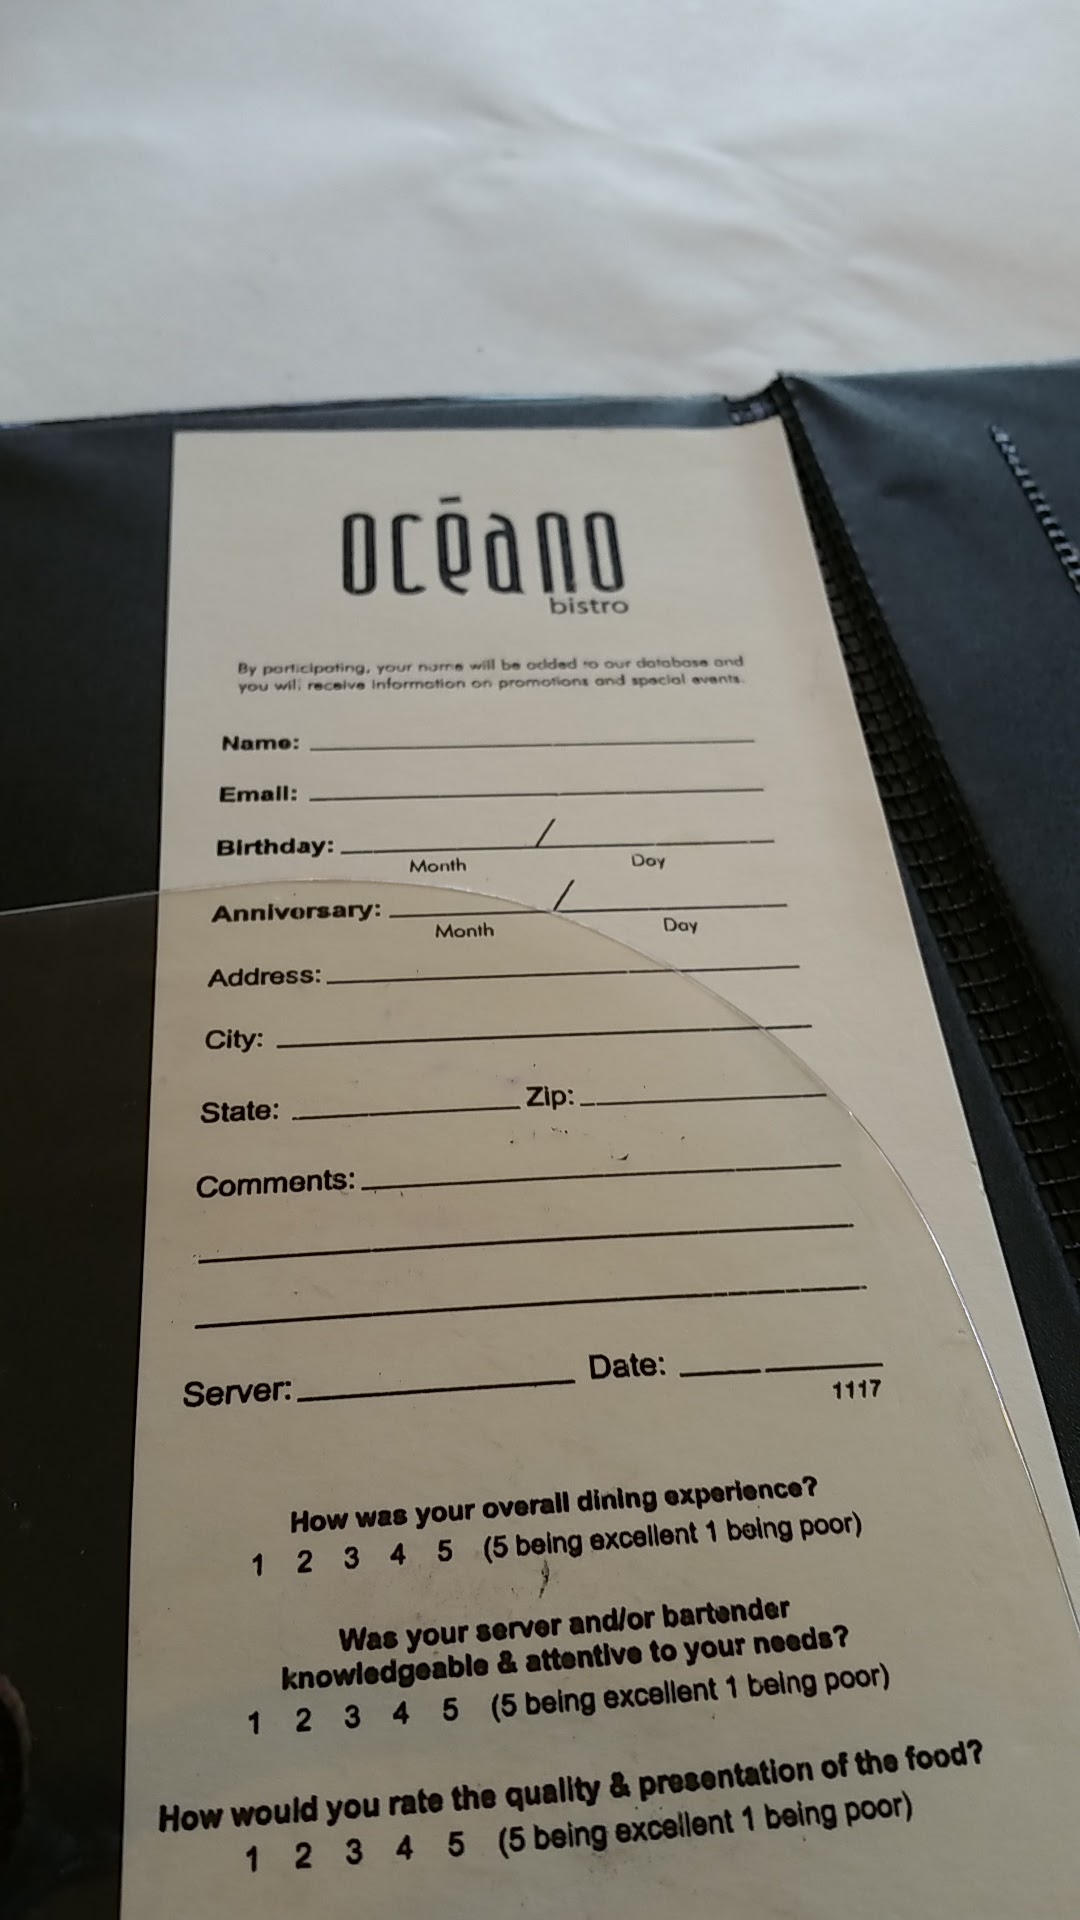 océano
bistro
By participating, your name will be added to our database and
you will receive information on promotions and special events.
Name:
Email:
Birthday: /
Month Day
Anniversary: /
Month Day
Address:
City:
State: Zip:
Comments:
Server: Date:
1117
How was your overall dining experience?
1 2 3 4 5 (5 being excellent 1 being poor)
Was your server and/or bartender
knowledgeable & attentive to your needs?
1 2 3 4 5 (5 being excellent 1 being poor)
How would you rate the quality & presentation of the food?
1 2 3 4 5 (5 being excellent 1 being poor)